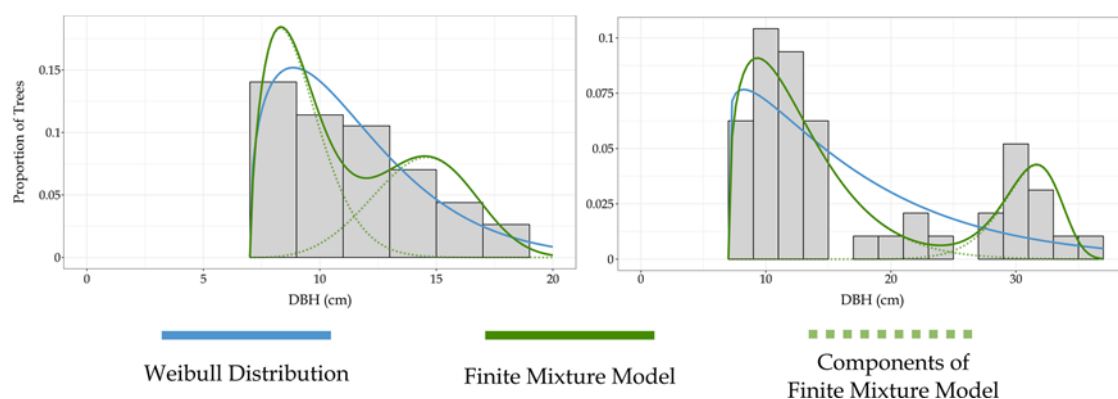 Proportion of Trees
0.15
0.1
0.05
0
0
5
10
15
20
DBH (cm)
0.1
0.075
0.05
0.025
0
0
10
20
30
DBH (cm)
Weibull Distribution
Finite Mixture Model
Components of
Finite Mixture Model